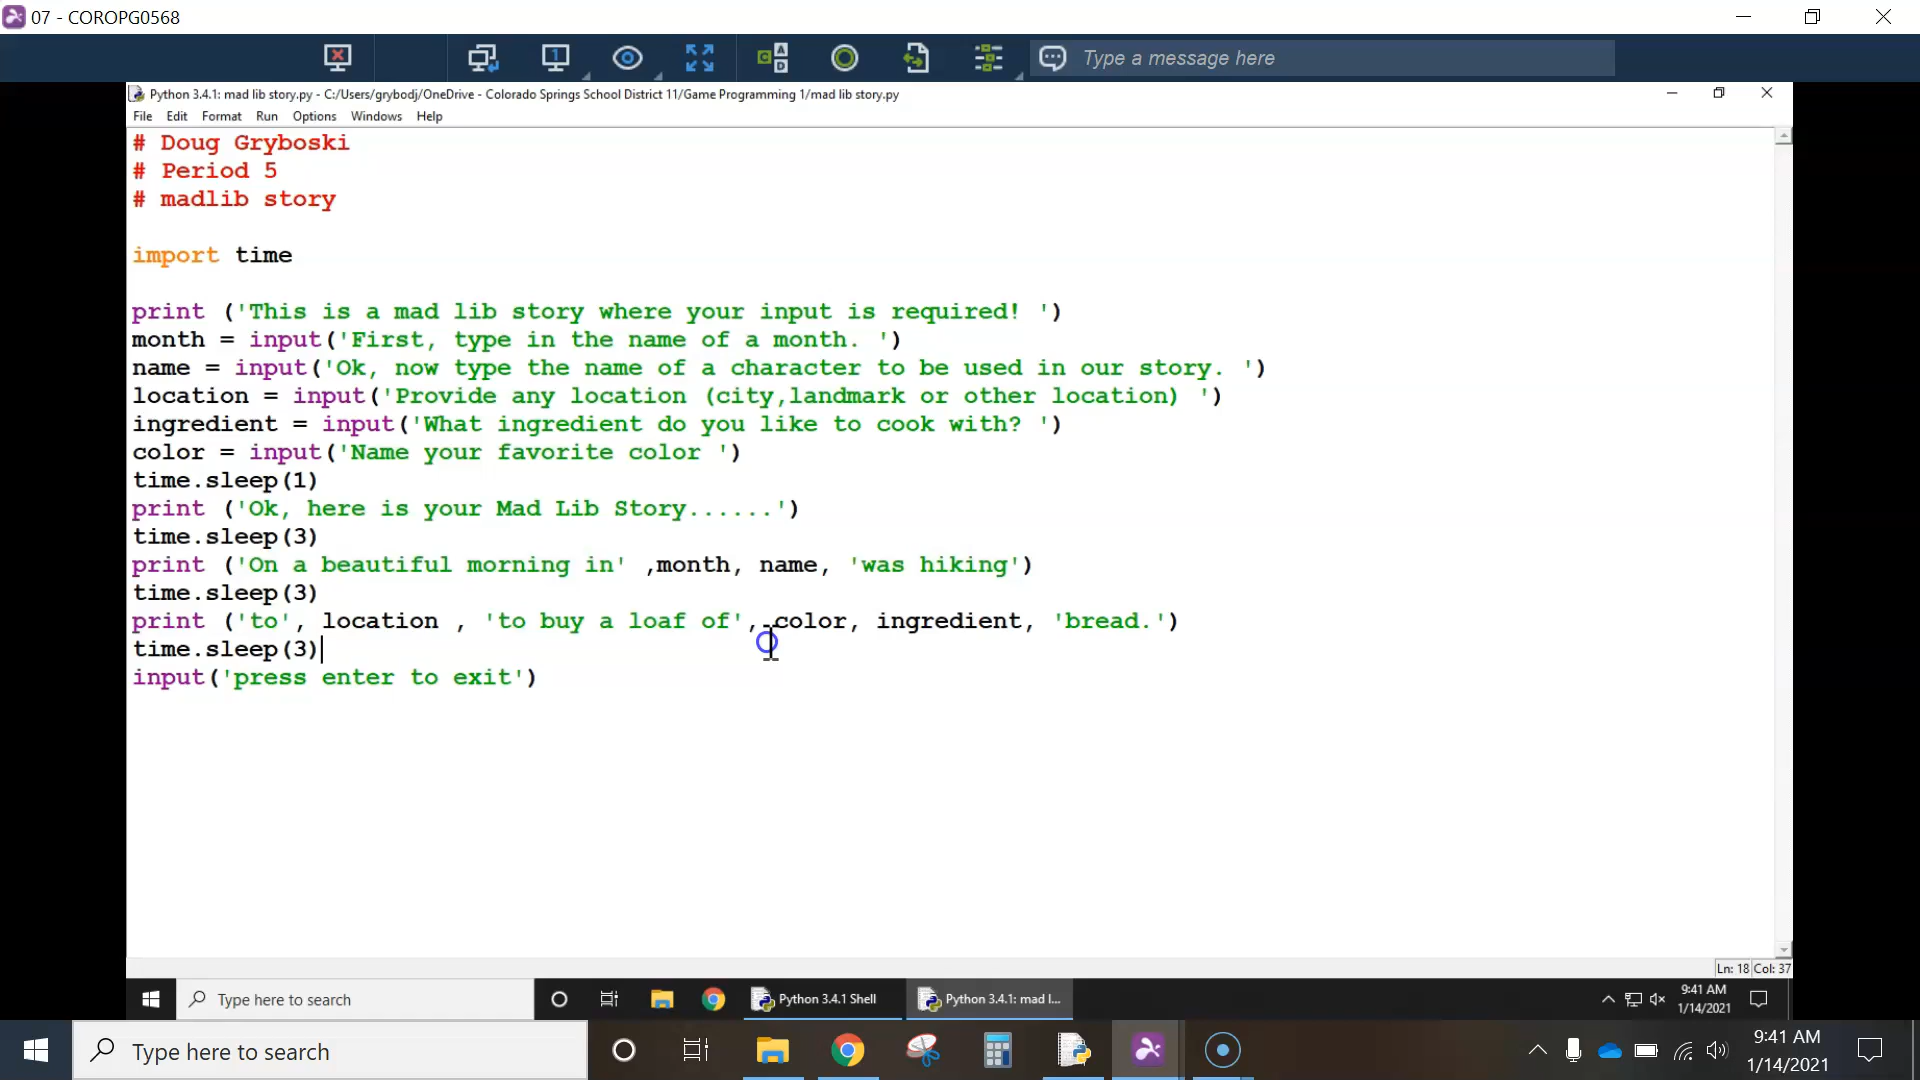 07 - COROPG0568
Type a message here
Python 3.4.1: mad lib story.py - C:/Users/grybodj/OneDrive - Colorado Springs School District 11/Game Programming 1/mad lib story.py
File Edit Format Run Options Windows Help
# Doug Gryboski
# Period 5
# madlib story
import time
print ('This is a mad lib story where your input is required! ')
month = input('First, type in the name of a month. ')
name = input('Ok, now type the name of a character to be used in our story. ')
location = input('Provide any location (city,landmark or other location) ')
ingredient = input('What ingredient do you like to cook with? ')
color = input('Name your favorite color ')
time.sleep(1)
print ('Ok, here is your Mad Lib Story......')
time.sleep(3)
print ('On a beautiful morning in' ,month, name, 'was hiking')
time.sleep(3)
print ('to', location , 'to buy a loaf of', color, ingredient, 'bread.')
time.sleep(3)
input('press enter to exit')
Ln: 18 Col: 37
Type here to search
Python 3.4.1 Shell
Python 3.4.1: mad l...
9:41 AM
1/14/2021
Type here to search
9:41 AM
1/14/2021